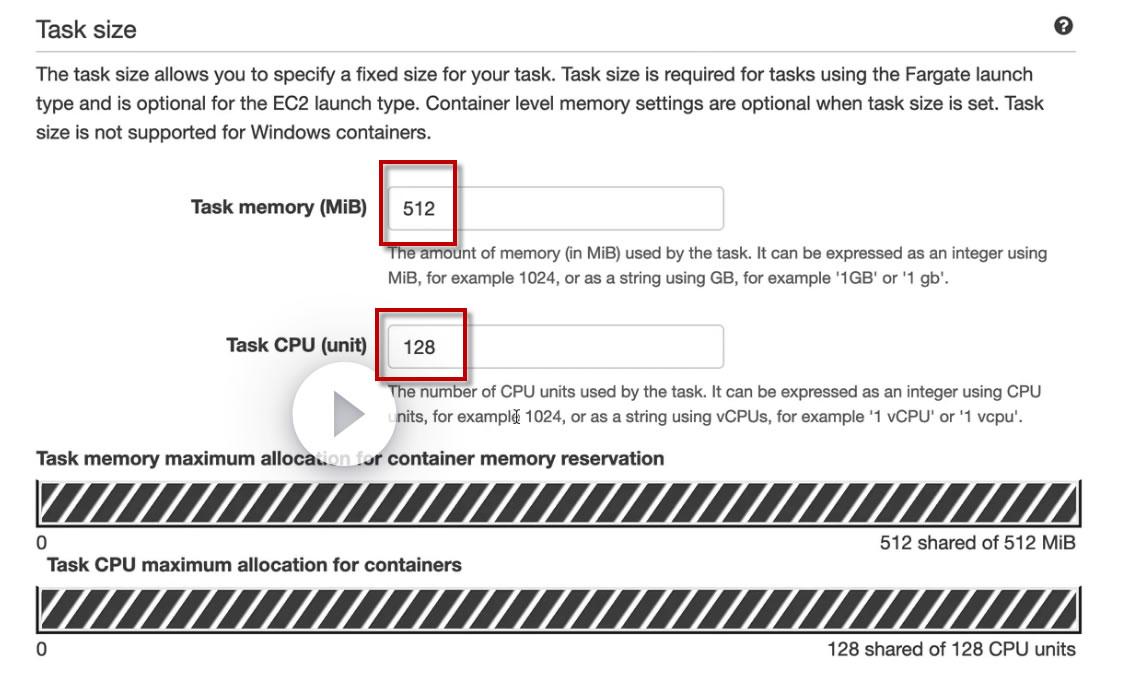 Task size
The task size allows you to specify a fixed size for your task. Task size is required for tasks using the Fargate launch
type and is optional for the EC2 launch type. Container level memory settings are optional when task size is set. Task
size is not supported for Windows containers.
Task memory (MiB)
512
The amount of memory (in MiB) used by the task. It can be expressed as an integer using
MiB, for example 1024, or as a string using GB, for example '1GB' or '1 gb'.
Task CPU (unit)
128
The number of CPU units used by the task. It can be expressed as an integer using CPU
units, for example 1024, or as a string using vCPUs, for example '1 vCPU' or '1 vcpu'.
Task memory maximum allocation for container memory reservation
0
512 shared of 512 MiB
Task CPU maximum allocation for containers
0
128 shared of 128 CPU units